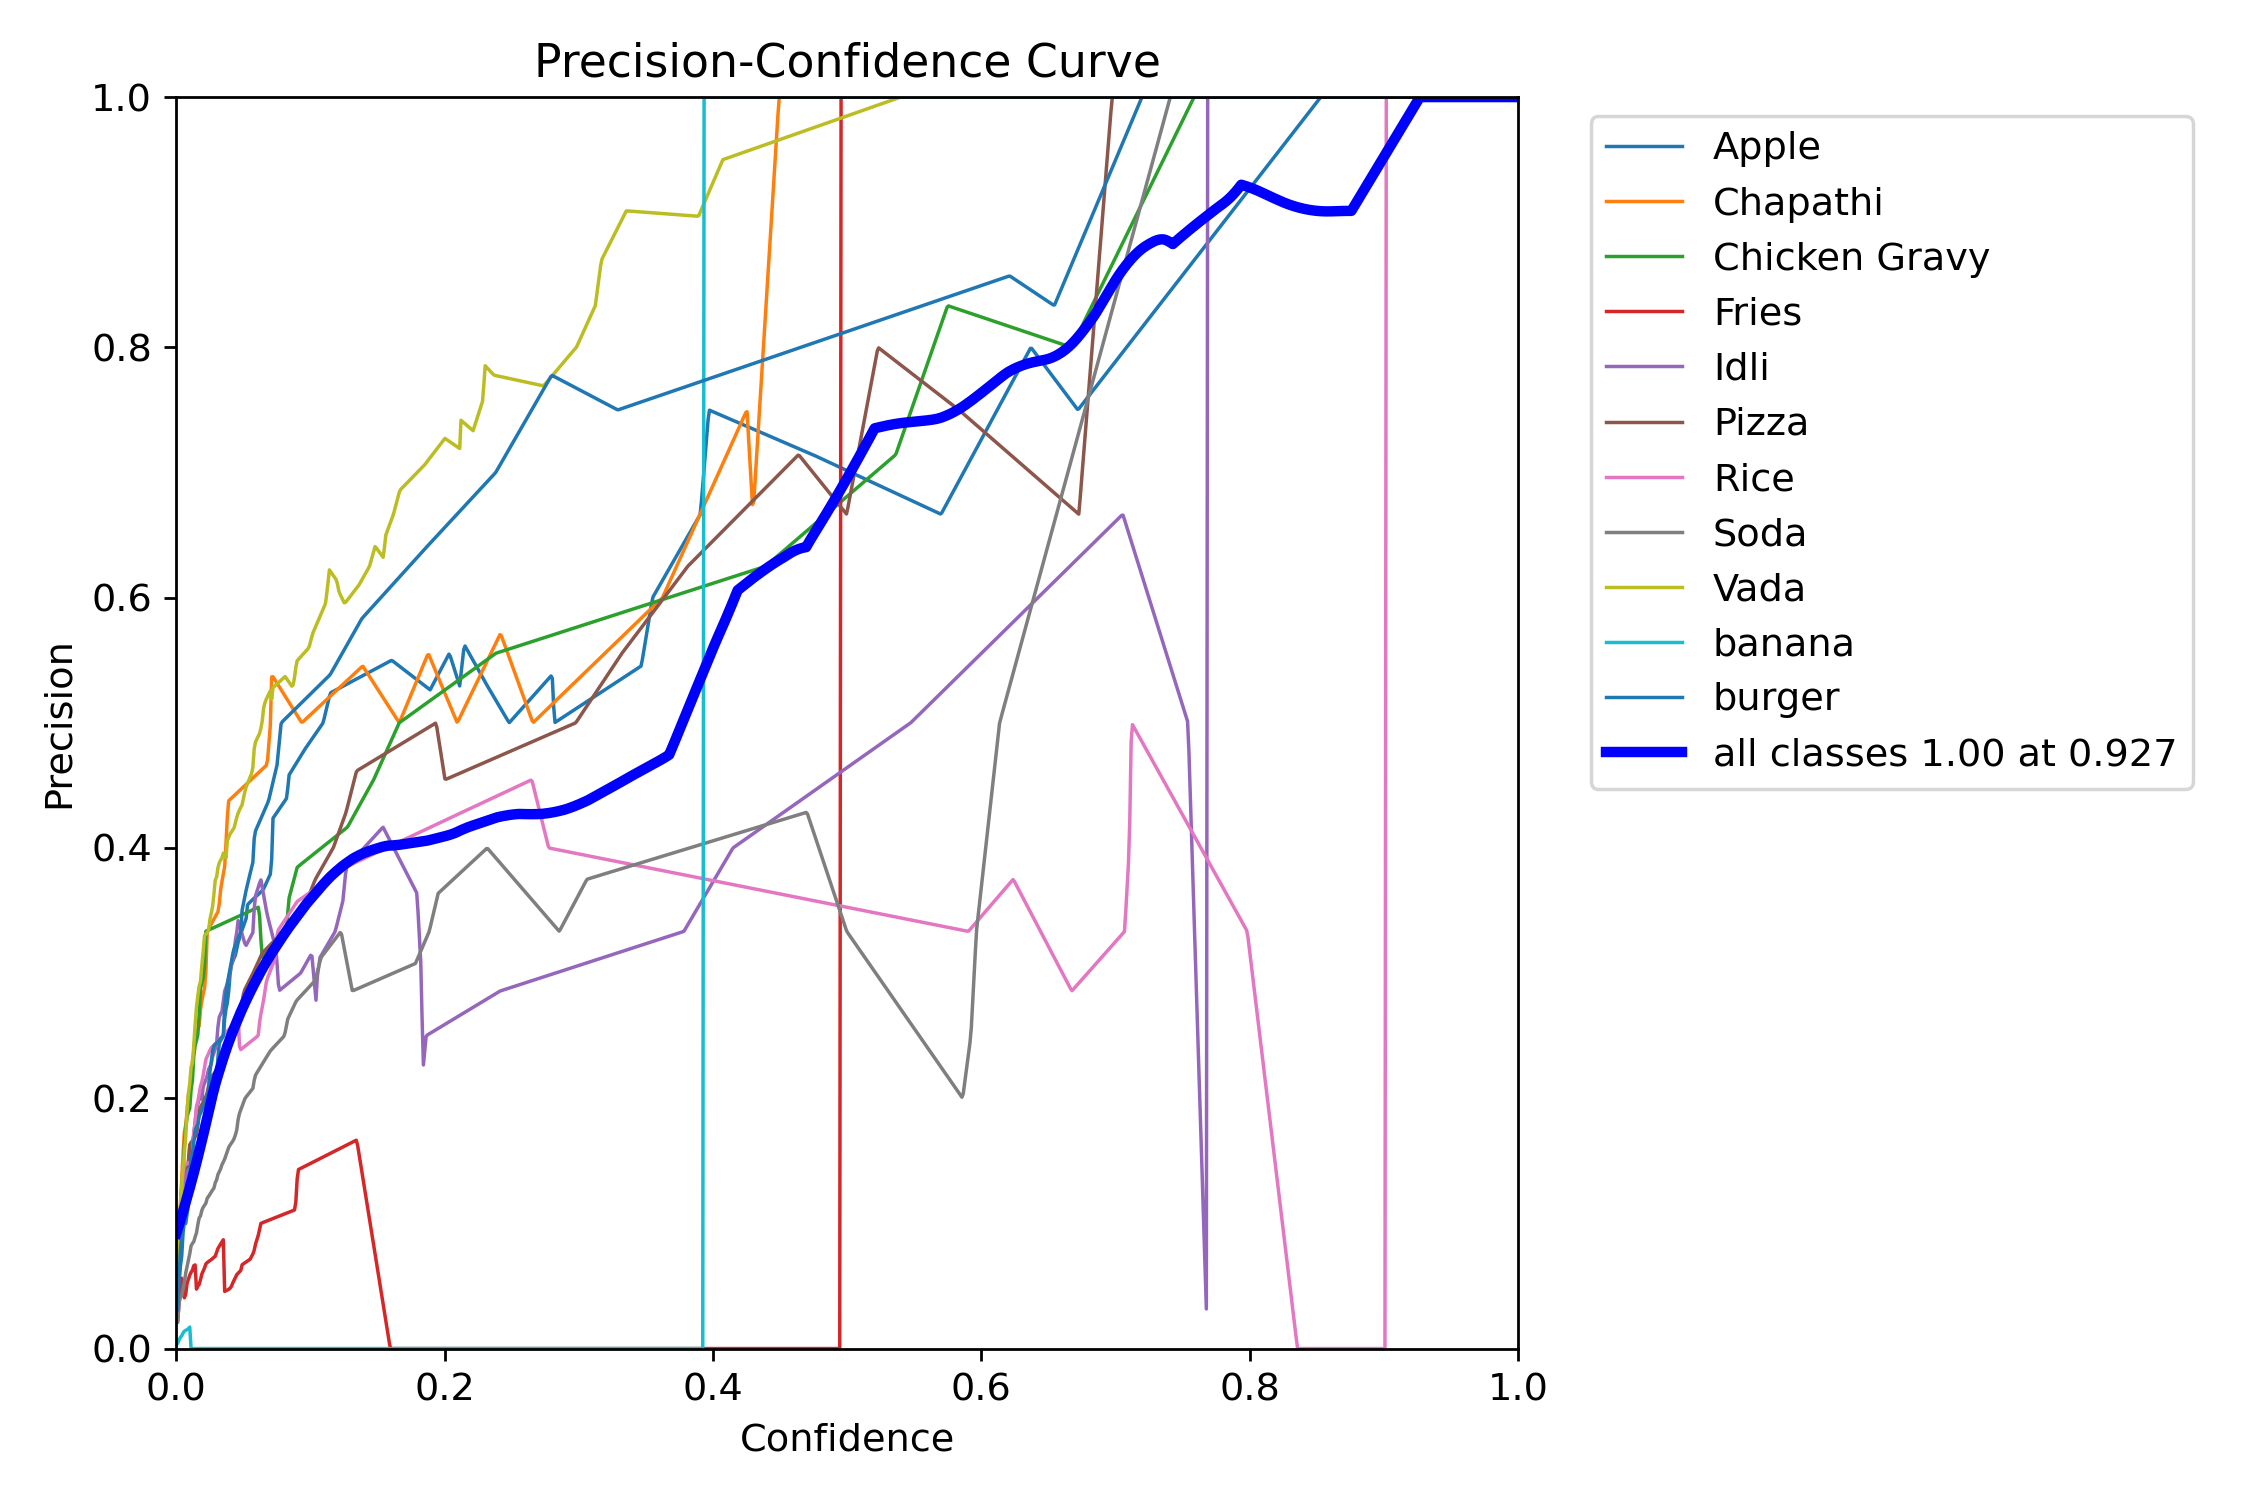 Precision-Confidence Curve
1.0
0.8
0.6
0.4
0.2
0.0
Precision
0.0 0.2 0.4 0.6 0.8 1.0
Confidence
Apple
Chapathi
Chicken Gravy
Fries
Idli
Pizza
Rice
Soda
Vada
banana
burger
all classes 1.00 at 0.927